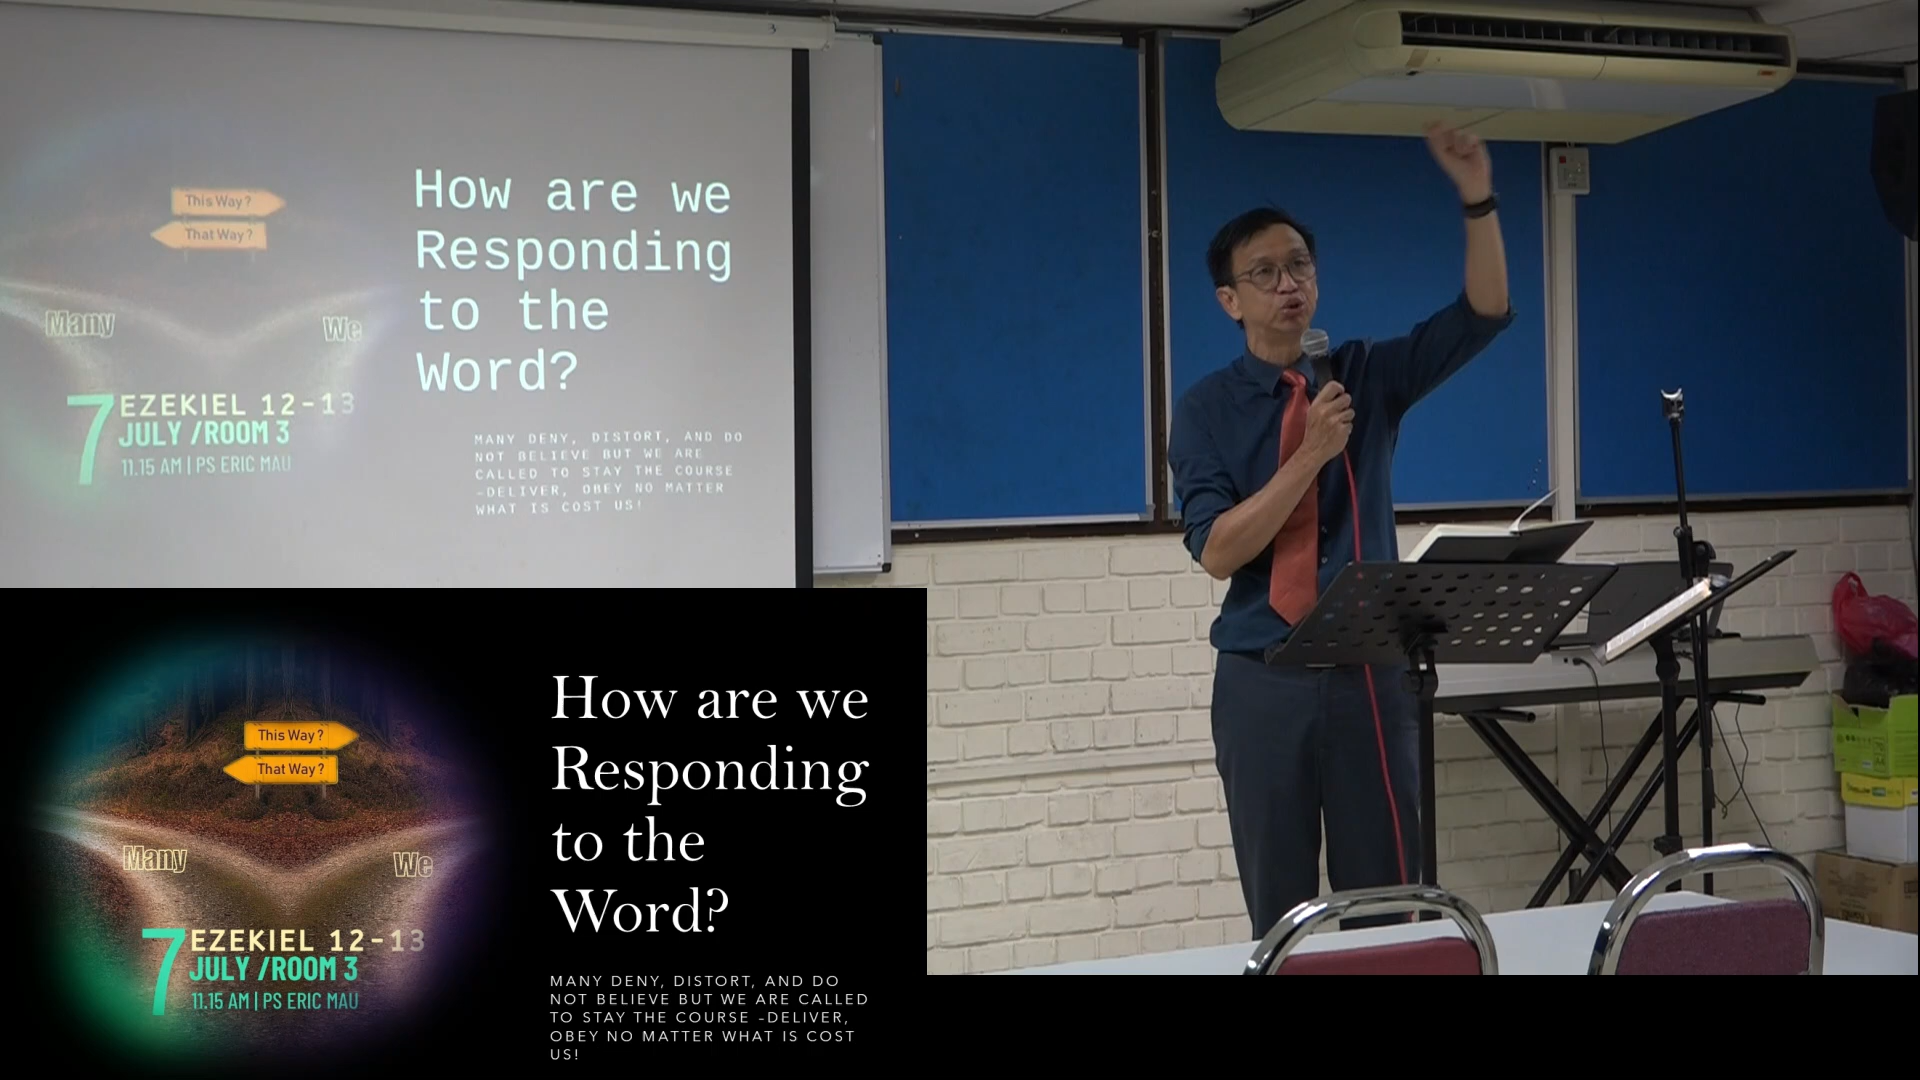 This Way?
That Way?
Many
We
7
EZEKIEL 12-13
JULY /ROOM 3
11.15 AM | PS ERIC MAU
How are we
Responding
to the
Word?
MANY DENY, DISTORT, AND DO
NOT BELIEVE BUT WE ARE
CALLED TO STAY THE COURSE
-DELIVER, OBEY NO MATTER
WHAT IS COST US!
This Way?
That Way?
Many
We
7
EZEKIEL 12-13
JULY /ROOM 3
11.15 AM | PS ERIC MAU
How are we
Responding
to the
Word?
MANY DENY, DISTORT, AND DO
NOT BELIEVE BUT WE ARE CALLED
TO STAY THE COURSE -DELIVER,
OBEY NO MATTER WHAT IS COST
US!